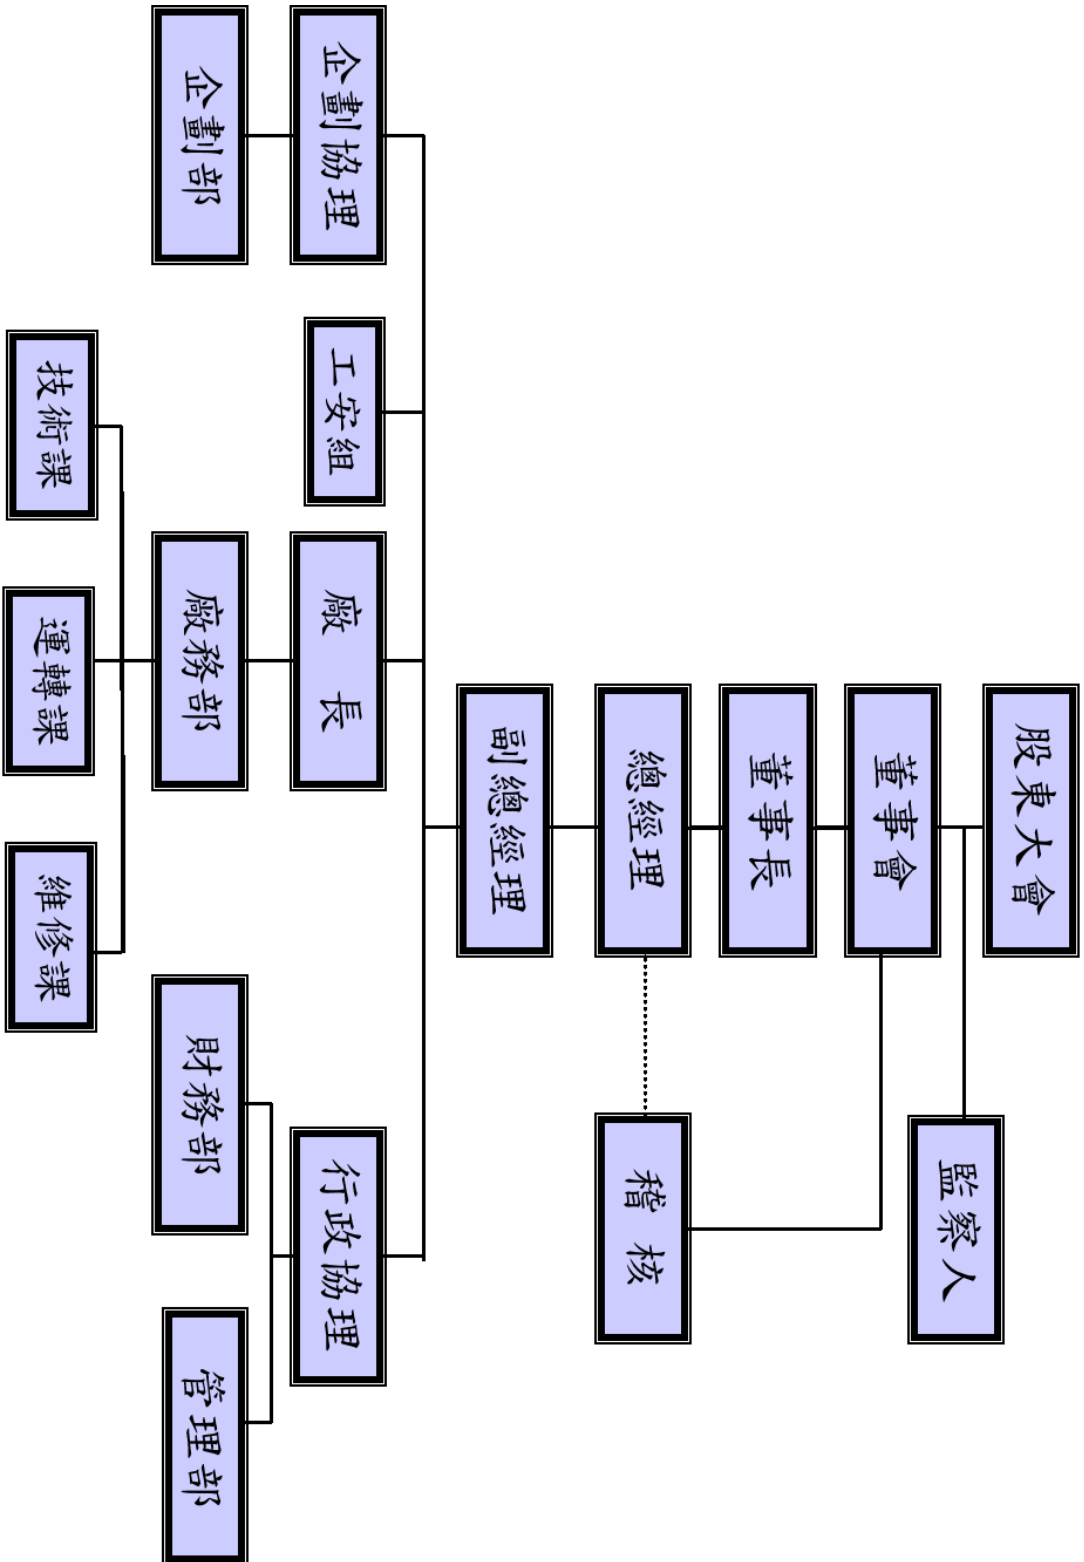 股東大會
監察人
董事會
董事長
總經理
稽核
副總經理
企劃協理
工安組
廠 長
行政協理
企劃部
廠務部
財務部
管理部
技術課
運轉課
維修課